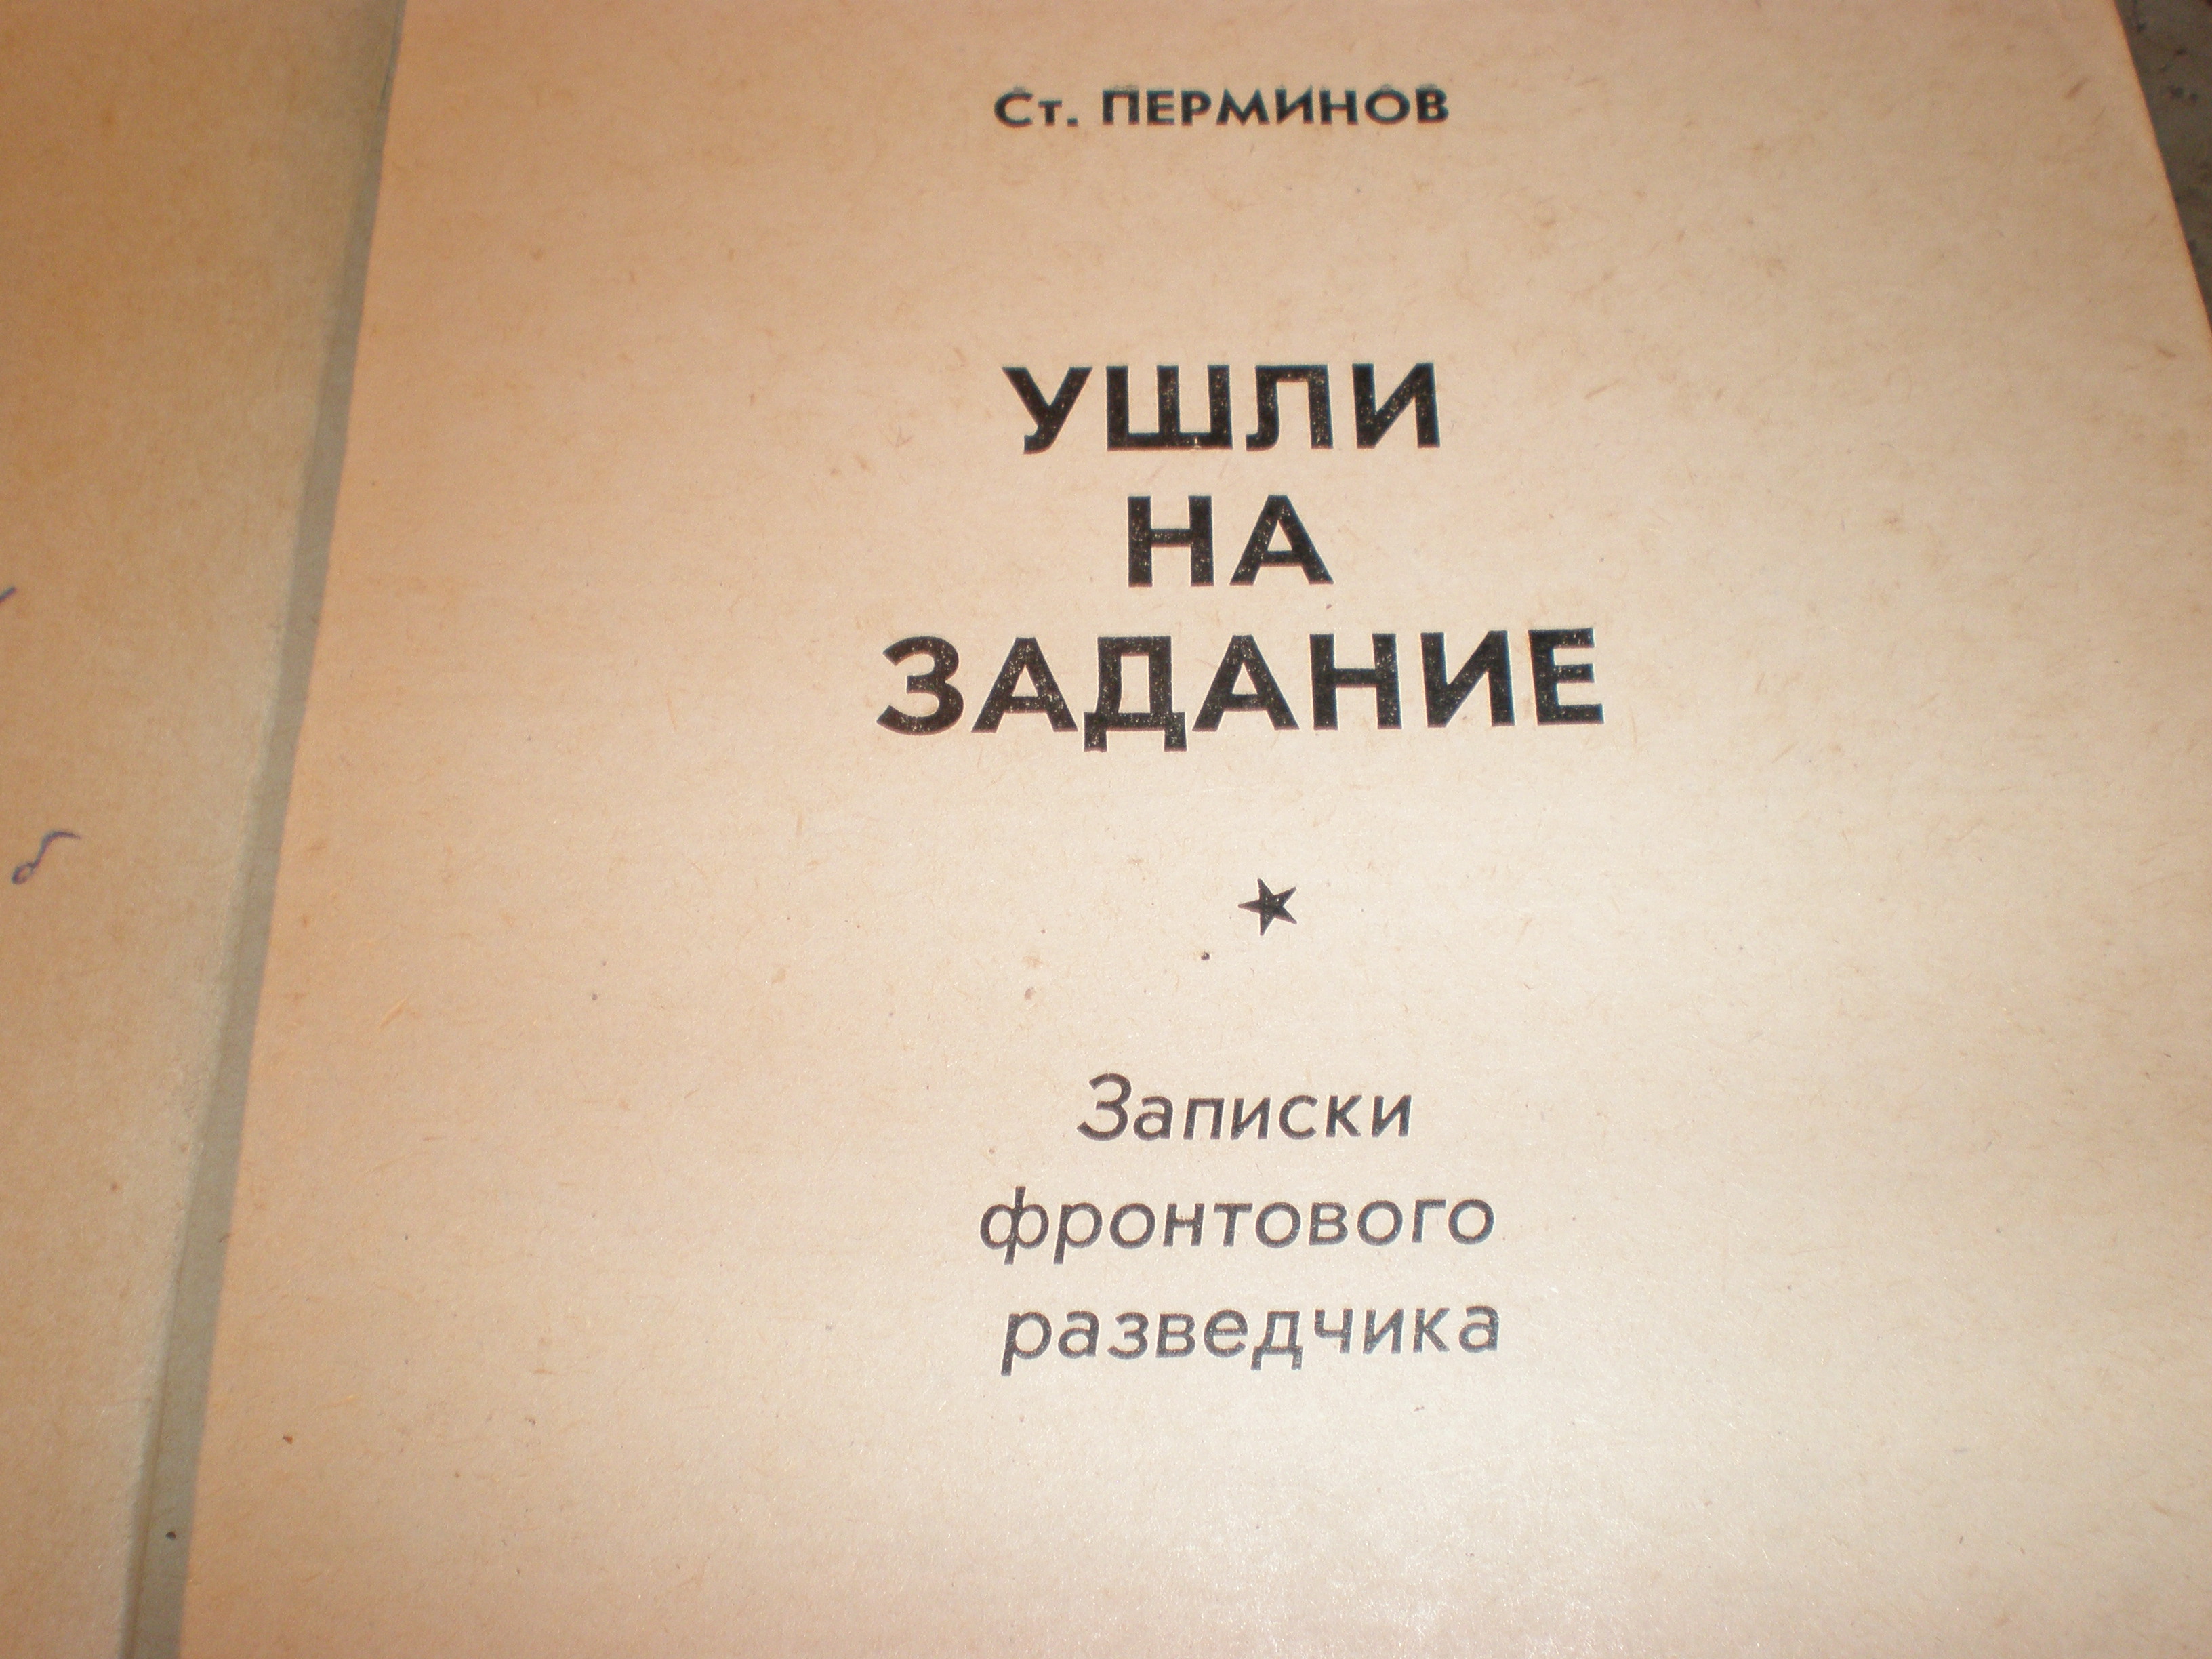 Ст. ПЕРМИНОВ
УШЛИ
НА
ЗАДАНИЕ
Записки
фронтового
разведчика